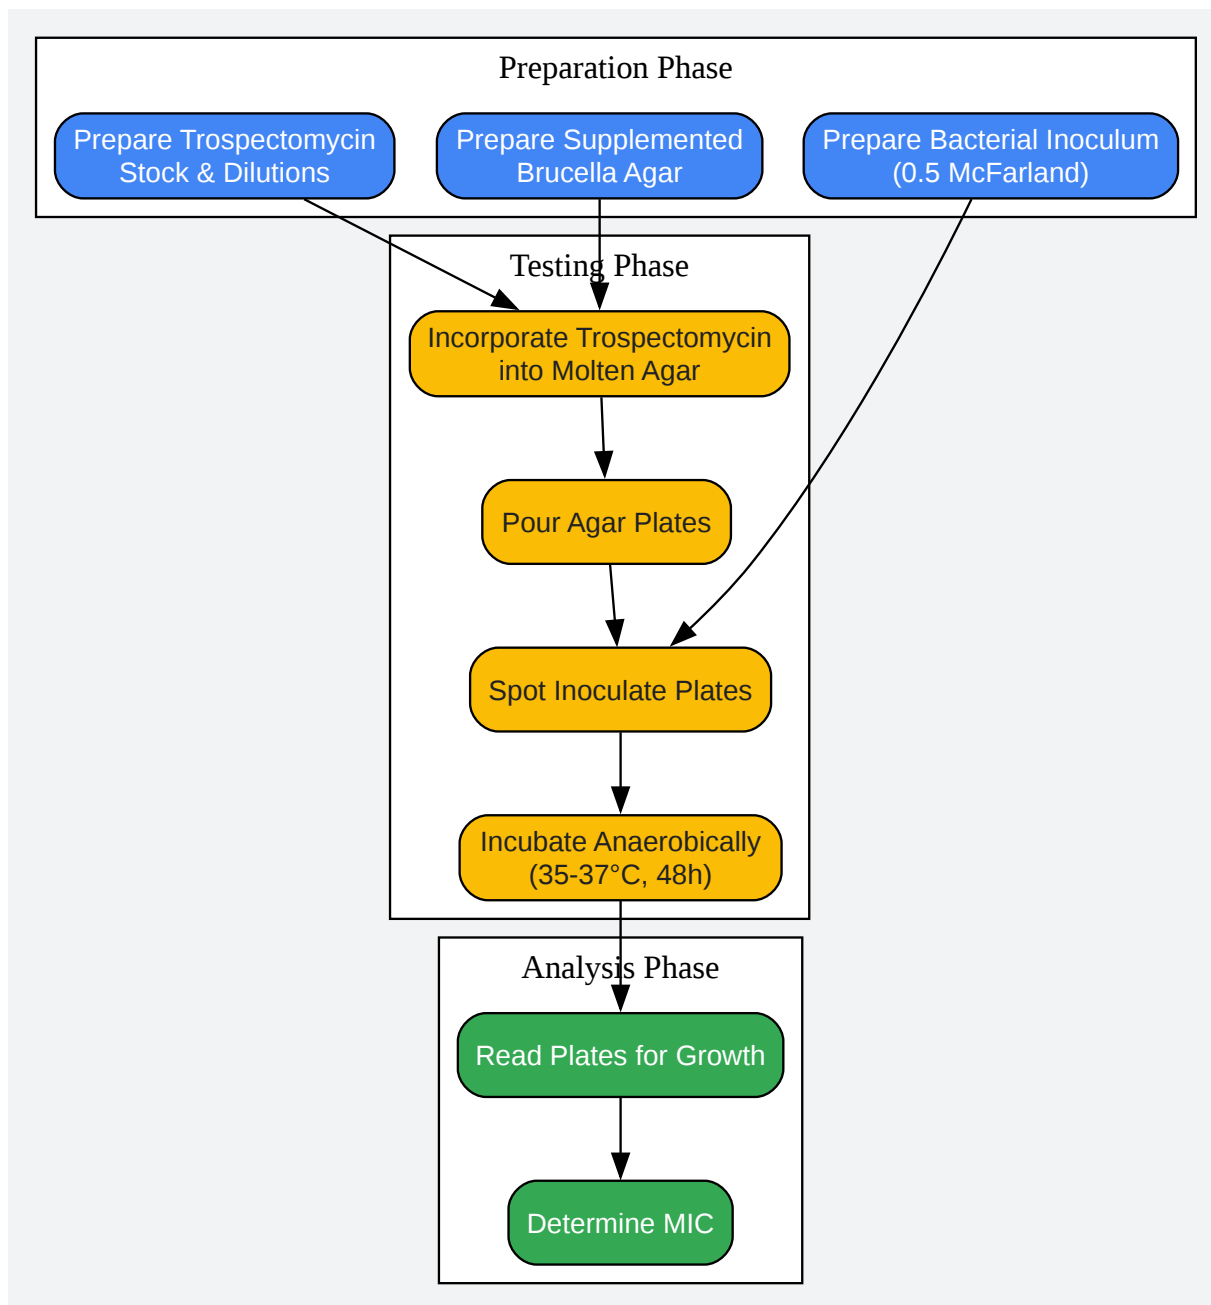 Preparation Phase
Prepare Trospectomycin
Stock & Dilutions
Prepare Supplemented
Brucella Agar
Prepare Bacterial Inoculum
(0.5 McFarland)
Testing Phase
Incorporate Trospectomycin
into Molten Agar
Pour Agar Plates
Spot Inoculate Plates
Incubate Anaerobically
(35-37°C, 48h)
Analysis Phase
Read Plates for Growth
Determine MIC